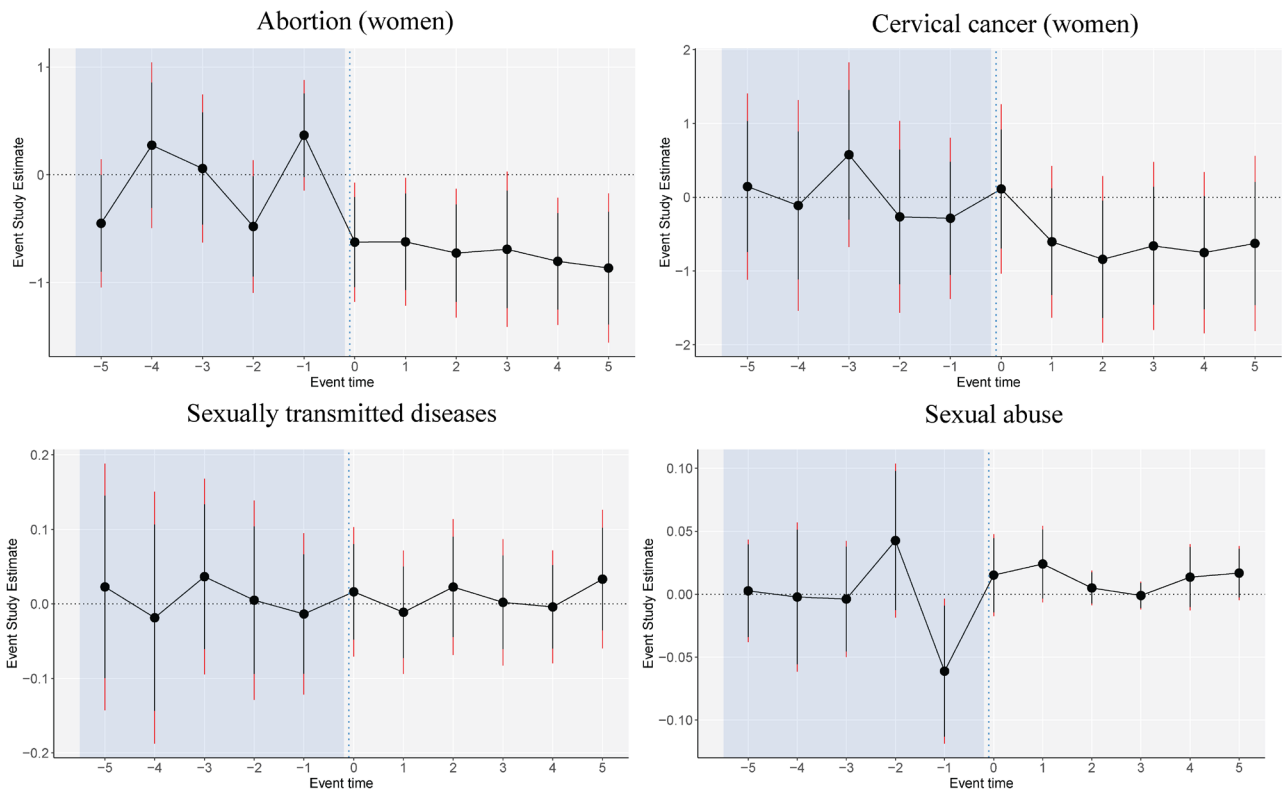 Abortion (women)
Event Study Estimate
1
0
−1
−5 −4 −3 −2 −1 0 1 2 3 4 5
Event time
Cervical cancer (women)
Event Study Estimate
2
1
0
−1
−2
−5 −4 −3 −2 −1 0 1 2 3 4 5
Event time
Sexually transmitted diseases
Event Study Estimate
0.2
0.1
0.0
−0.1
−0.2
−5 −4 −3 −2 −1 0 1 2 3 4 5
Event time
Sexual abuse
Event Study Estimate
0.10
0.05
0.00
−0.05
−0.10
−5 −4 −3 −2 −1 0 1 2 3 4 5
Event time